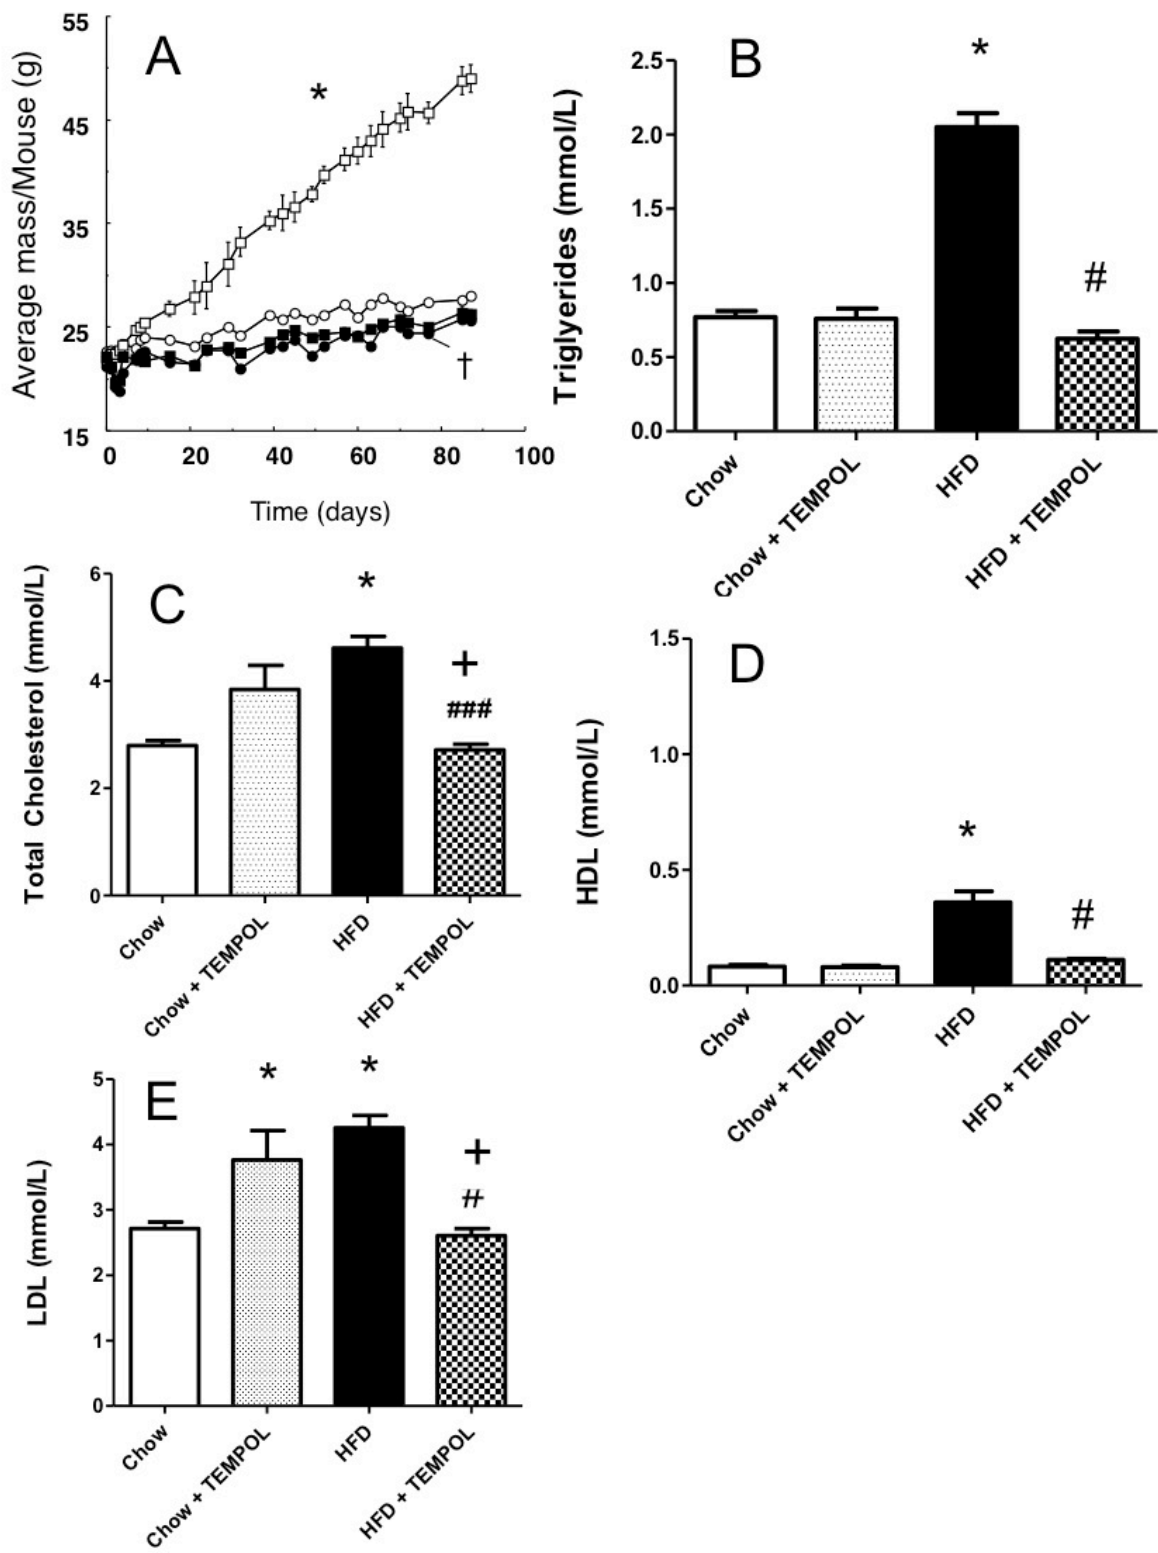 A
Average mass/Mouse (g)
55
45
35
25
15
*
†
0 20 40 60 80 100
Time (days)
B
Triglyerides (mmol/L)
2.5
2.0
1.5
1.0
0.5
0.0
*
#
Chow
Chow + TEMPOL
HFD
HFD + TEMPOL
C
Total Cholesterol (mmol/L)
6
4
2
0
*
+
###
Chow
Chow + TEMPOL
HFD
HFD + TEMPOL
D
HDL (mmol/L)
1.5
1.0
0.5
0.0
*
#
Chow
Chow + TEMPOL
HFD
HFD + TEMPOL
E
LDL (mmol/L)
5
4
3
2
1
0
* *
+
#
Chow
Chow + TEMPOL
HFD
HFD + TEMPOL